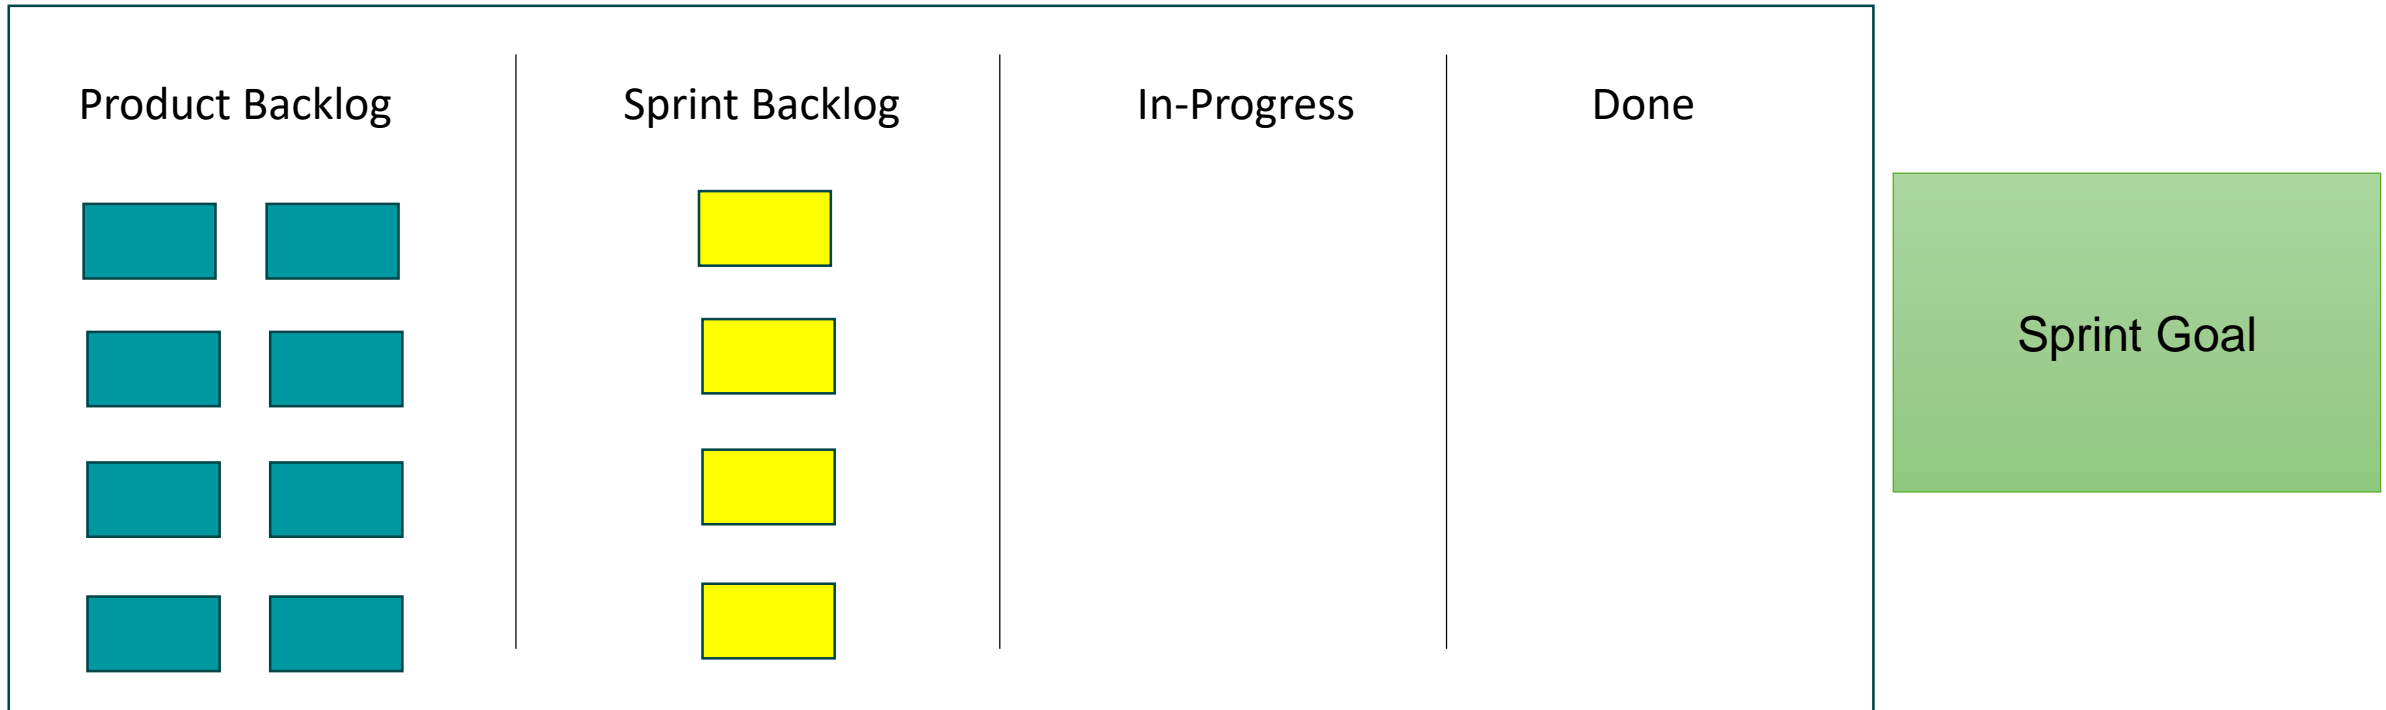 Product Backlog
Sprint Backlog
In-Progress
Done
Sprint Goal